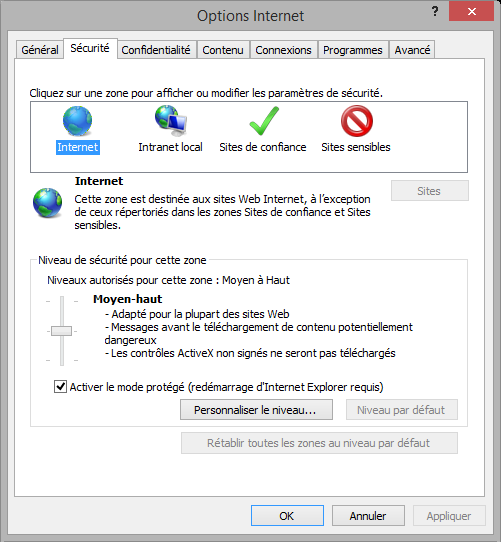 Options Internet
?
Général Sécurité Confidentialité Contenu Connexions Programmes Avancé
Cliquez sur une zone pour afficher ou modifier les paramètres de sécurité.
Internet Intranet local Sites de confiance Sites sensibles
Internet
Sites
Cette zone est destinée aux sites Web Internet, à l'exception
de ceux répertoriés dans les zones Sites de confiance et Sites
sensibles.
Niveau de sécurité pour cette zone
Niveaux autorisés pour cette zone : Moyen à Haut
Moyen-haut
- Adapté pour la plupart des sites Web
- Messages avant le téléchargement de contenu potentiellement
dangereux
- Les contrôles ActiveX non signés ne seront pas téléchargés
Activer le mode protégé (redémarrage d'Internet Explorer requis)
Personnaliser le niveau... Niveau par défaut
Rétablir toutes les zones au niveau par défaut
OK Annuler Appliquer